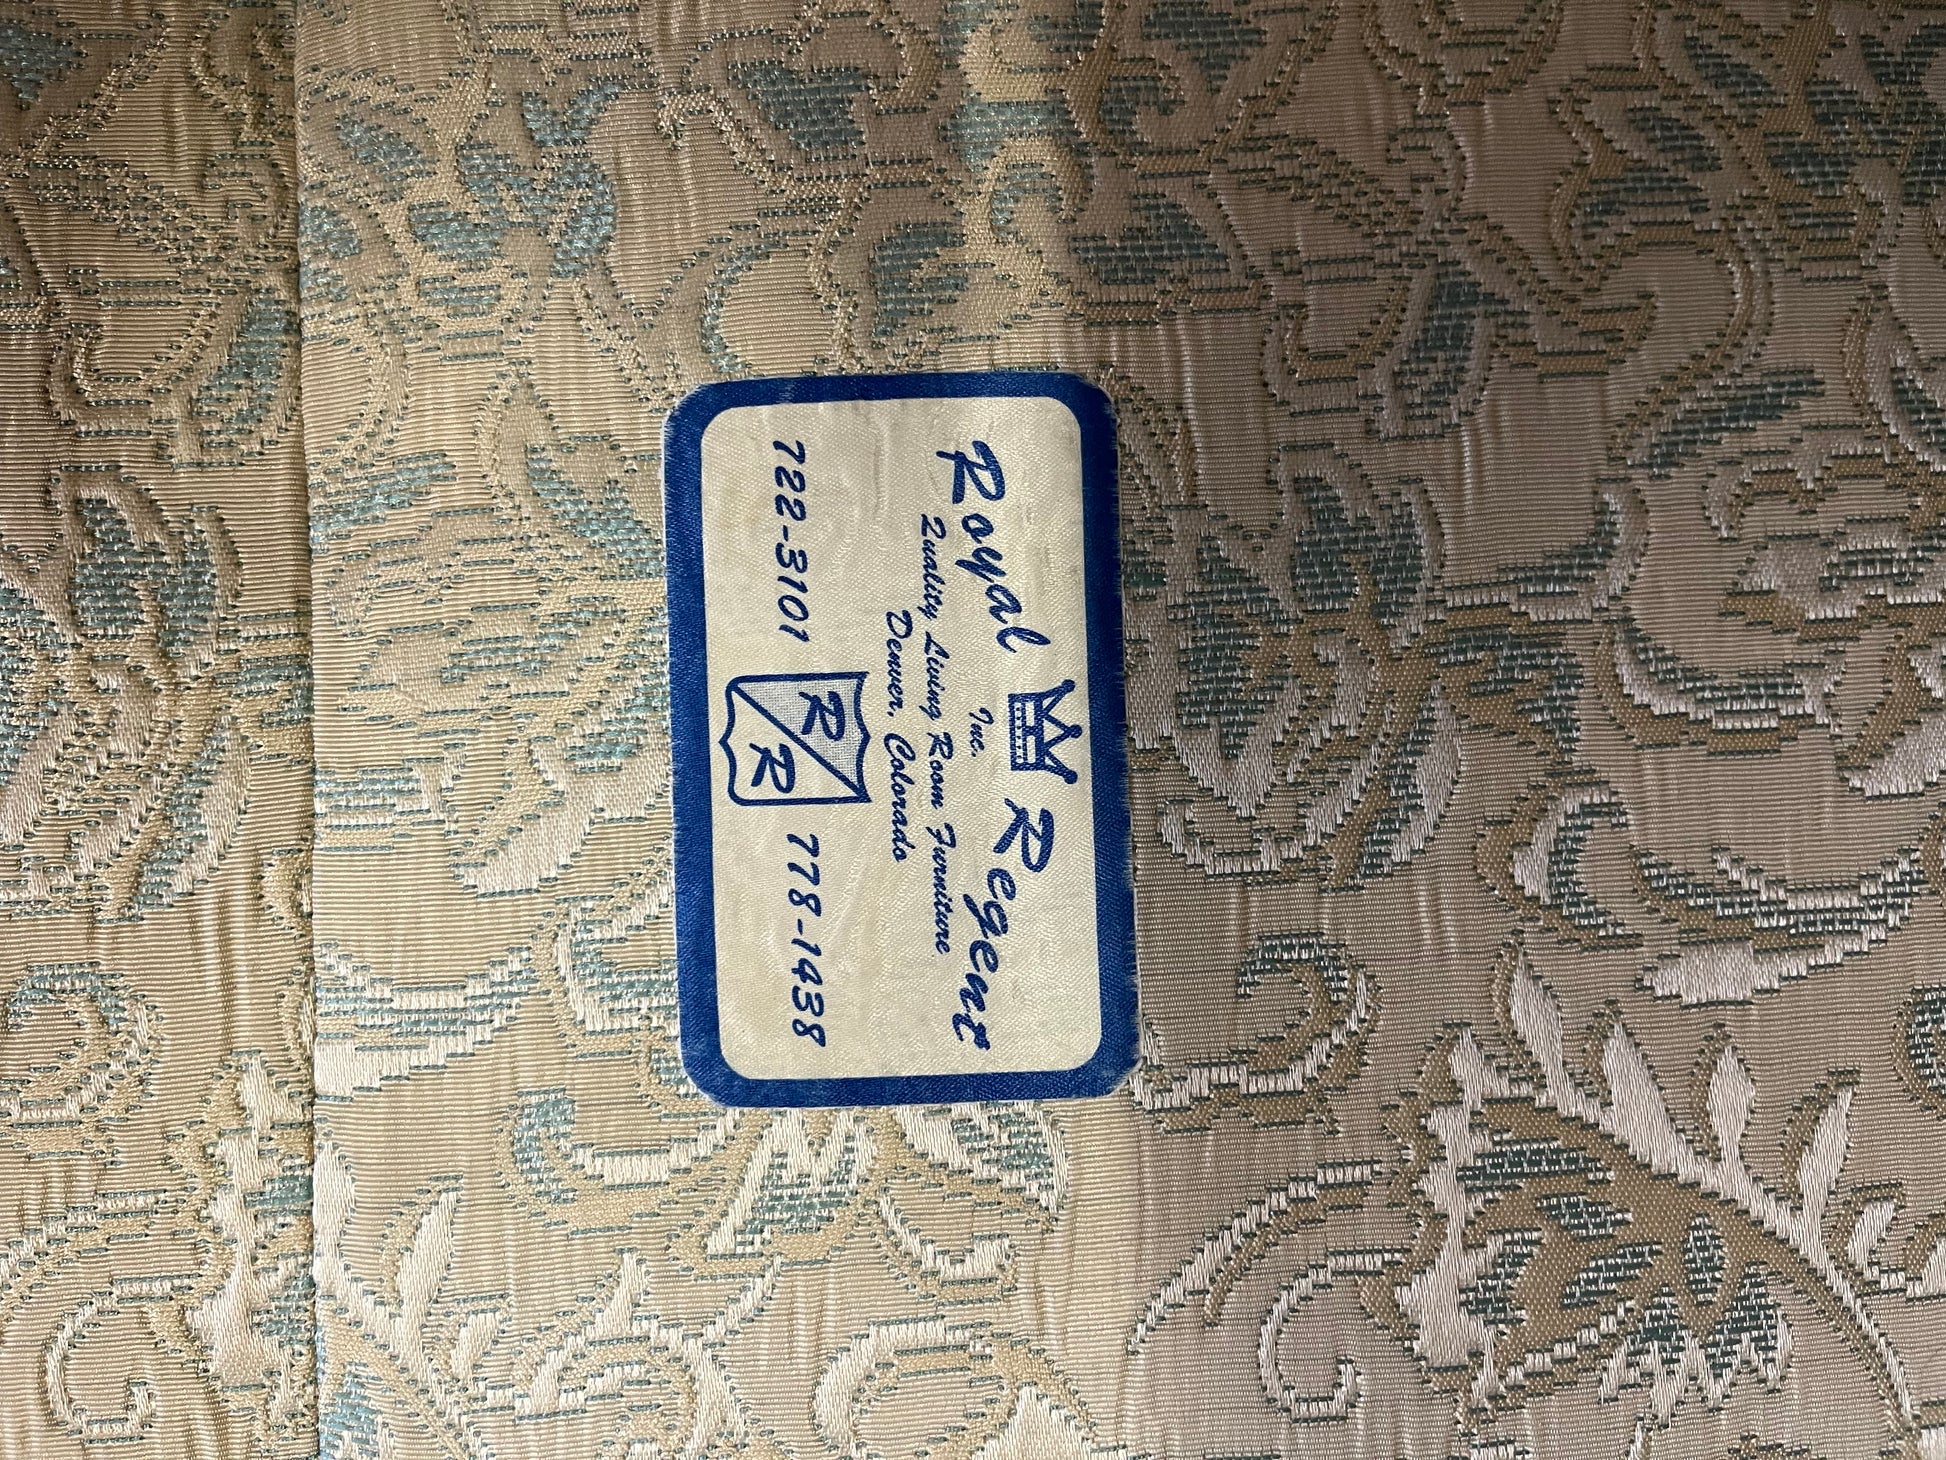 Royal Regent
Inc.
Quality Living Room Furniture
Denver, Colorado
722-3101 R/R 778-1438